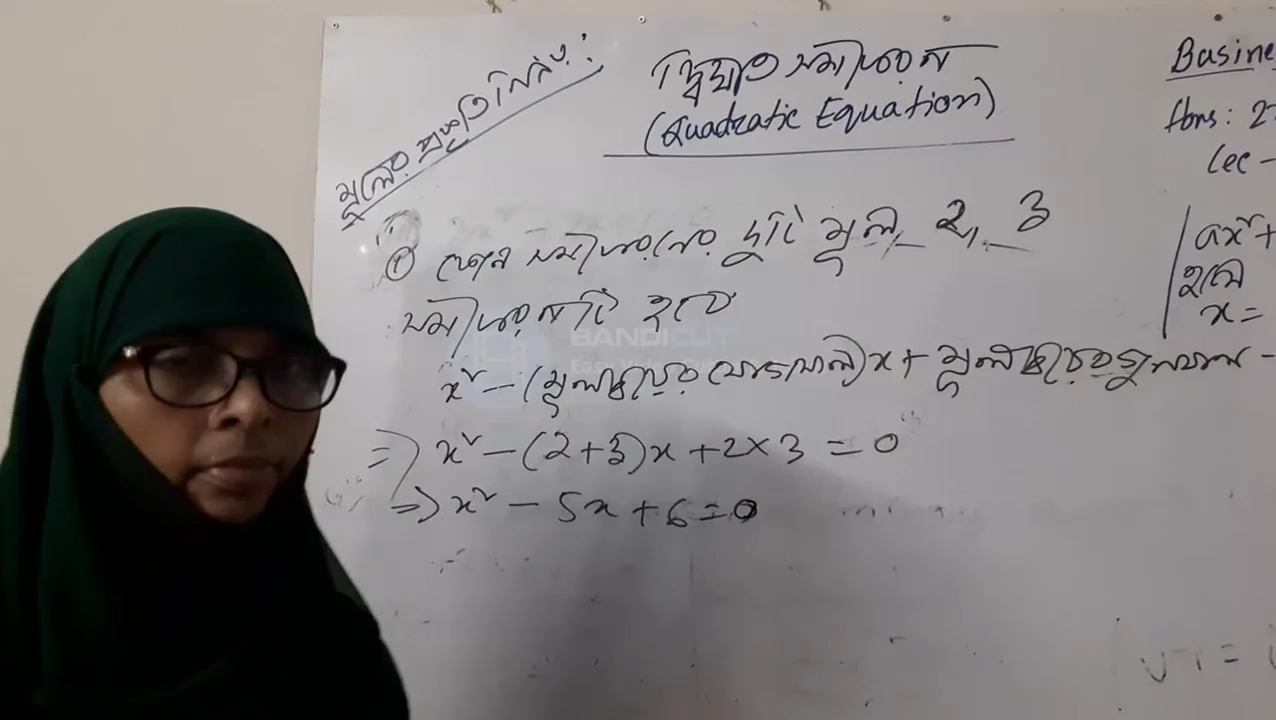 মূলের প্রকৃতি নির্ণয়:
দ্বিঘাত সমীকরণ
(Quadratic Equation)
Busine
Hons: 2
Lec -
কোন সমীকরণের দুটি মূল 2, 3
সমীকরণটি হবে
x² - (মূলদ্বয়ের যোগফল)x + মূলদ্বয়ের গুণফল -
⇒ x² - (2+3)x + 2×3 = 0
⇒ x² - 5x + 6 = 0
ax² +
হলে
x =
BANDICUT